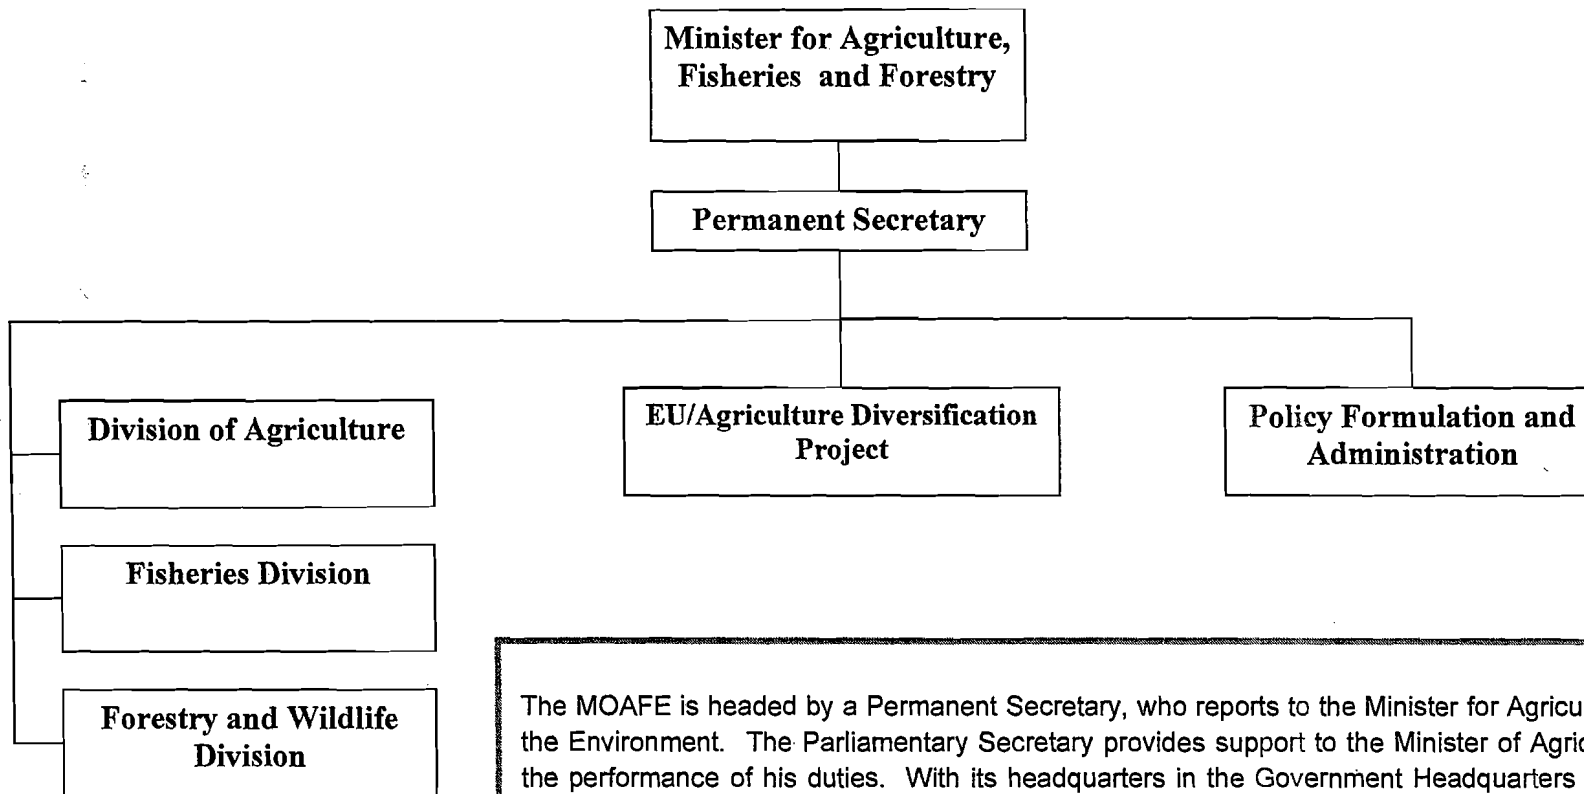 Minister for Agriculture,
Fisheries and Forestry
Permanent Secretary
Division of Agriculture
EU/Agriculture Diversification
Project
Policy Formulation and
Administration
Fisheries Division
Forestry and Wildlife
Division
The MOAFE is headed by a Permanent Secretary, who reports to the Minister for Agricu
the Environment. The Parliamentary Secretary provides support to the Minister of Agric
the performance of his duties. With its headquarters in the Government Headquarters